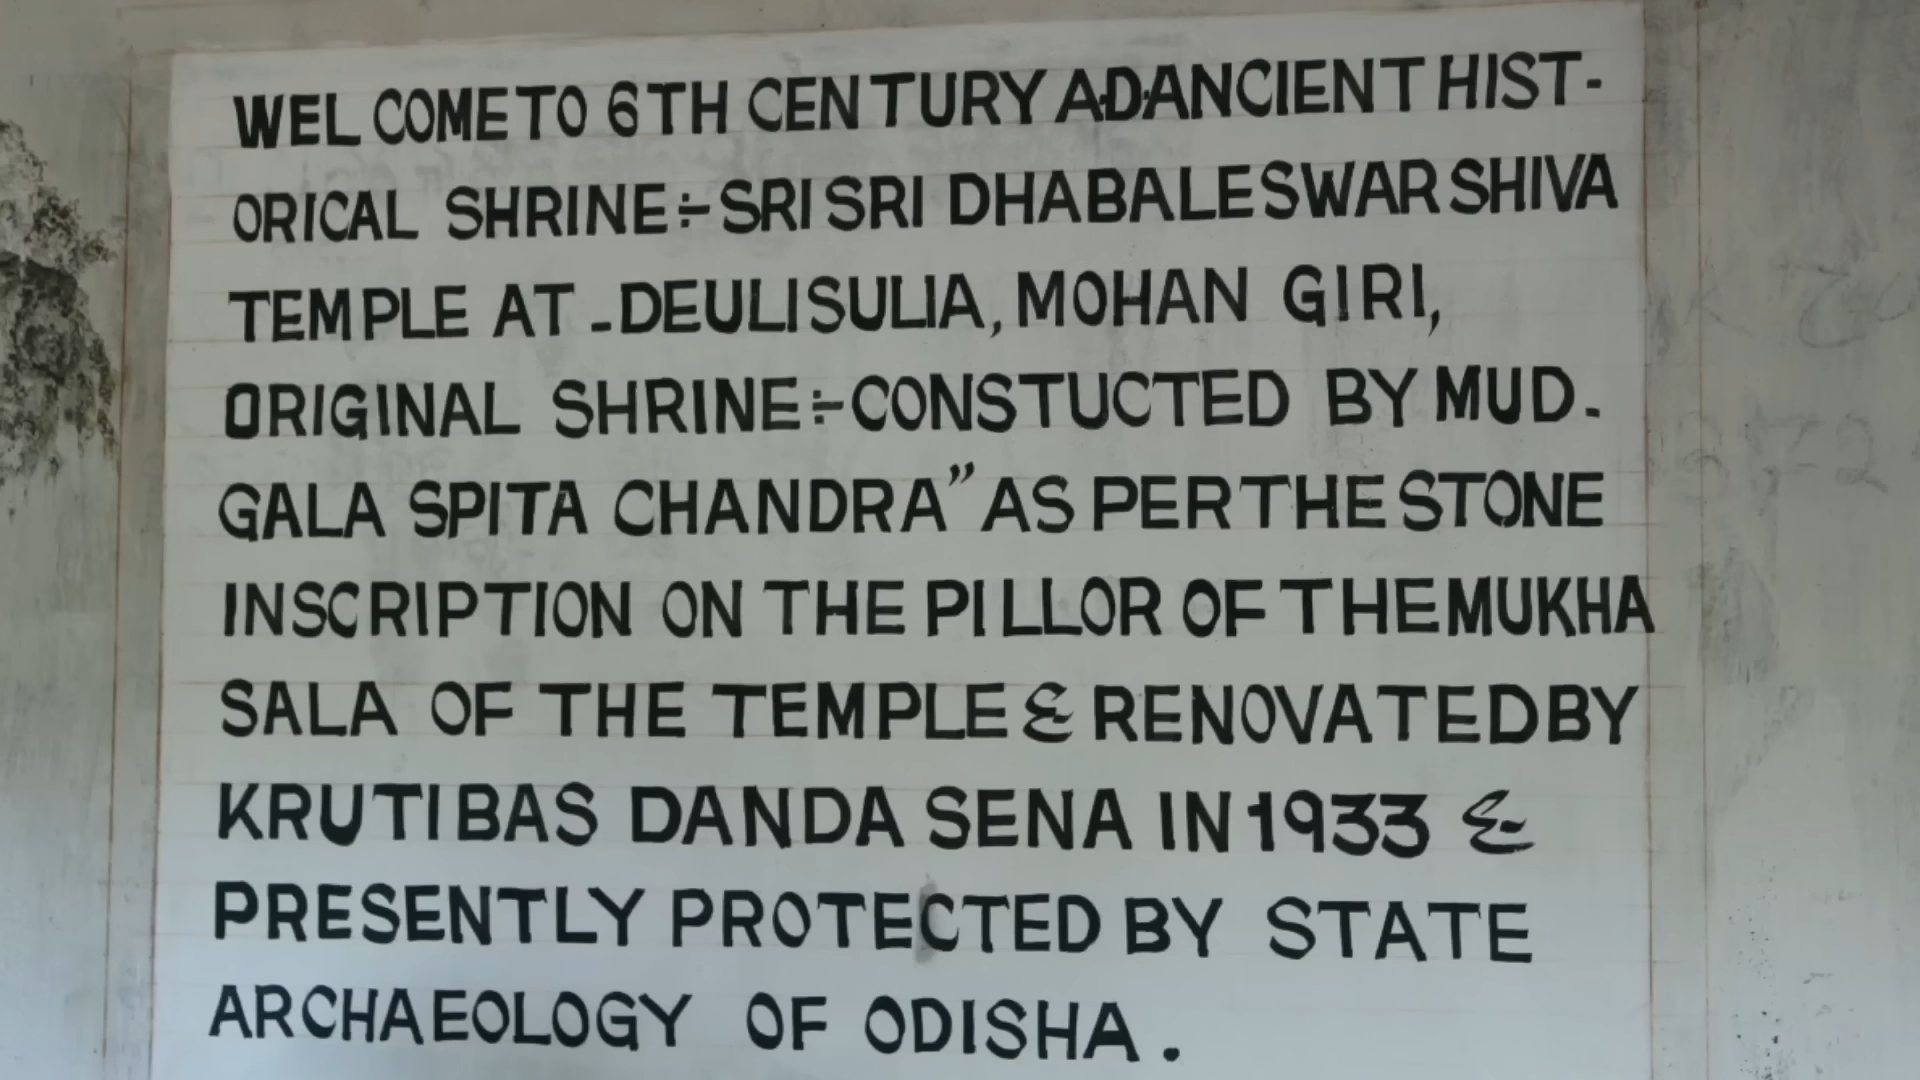 WELCOME TO 6TH CENTURY A.D. ANCIENT HIST-
ORICAL SHRINE:- SRI SRI DHABALESWAR SHIVA
TEMPLE AT - DEULISULIA, MOHAN GIRI,
ORIGINAL SHRINE:- CONSTUCTED BY MUD-
GALA SPITA CHANDRA" AS PER THE STONE
INSCRIPTION ON THE PILLOR OF THE MUKHA
SALA OF THE TEMPLE & RENOVATED BY
KRUTIBAS DANDA SENA IN 1933 &
PRESENTLY PROTECTED BY STATE
ARCHAEOLOGY OF ODISHA.